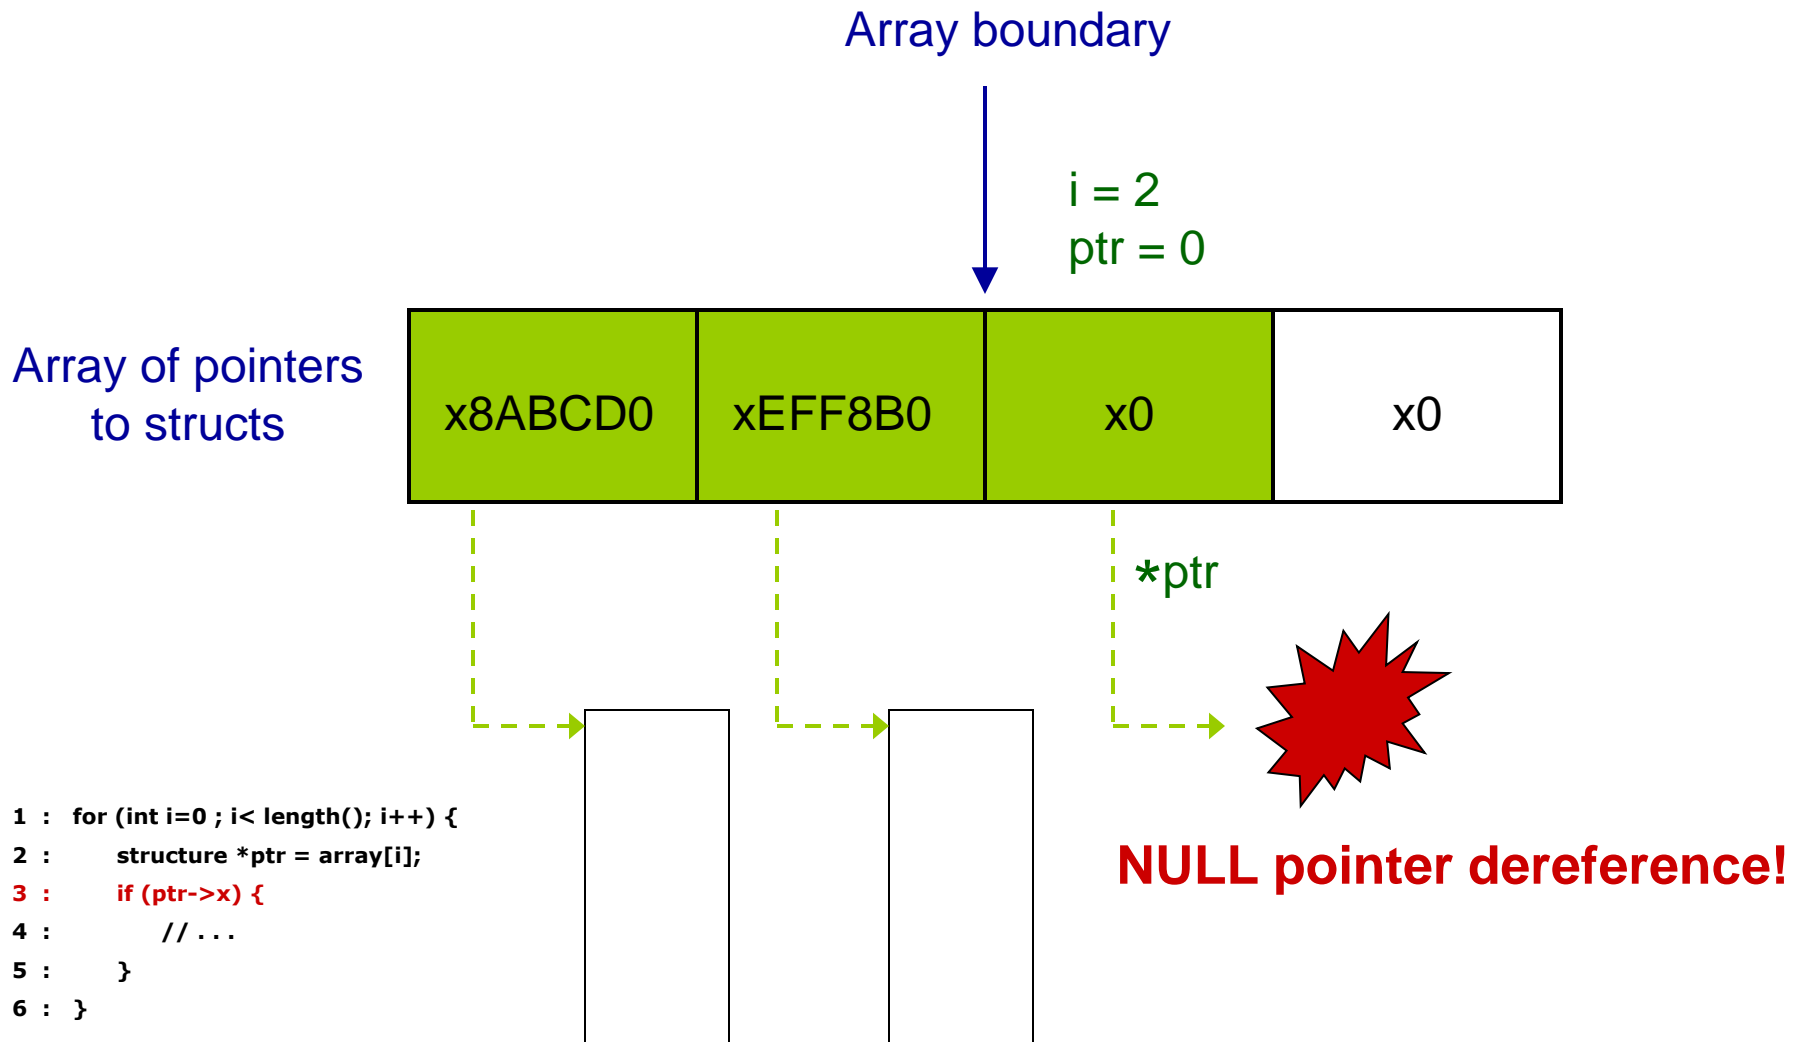 Array boundary
i = 2
ptr = 0
Array of pointers
to structs
x8ABCD0
xEFF8B0
x0
x0
*ptr
1 : for (int i=0 ; i< length(); i++) {
2 : structure *ptr = array[i];
3 : if (ptr->x) {
4 : // . . .
5 : }
6 : }
NULL pointer dereference!